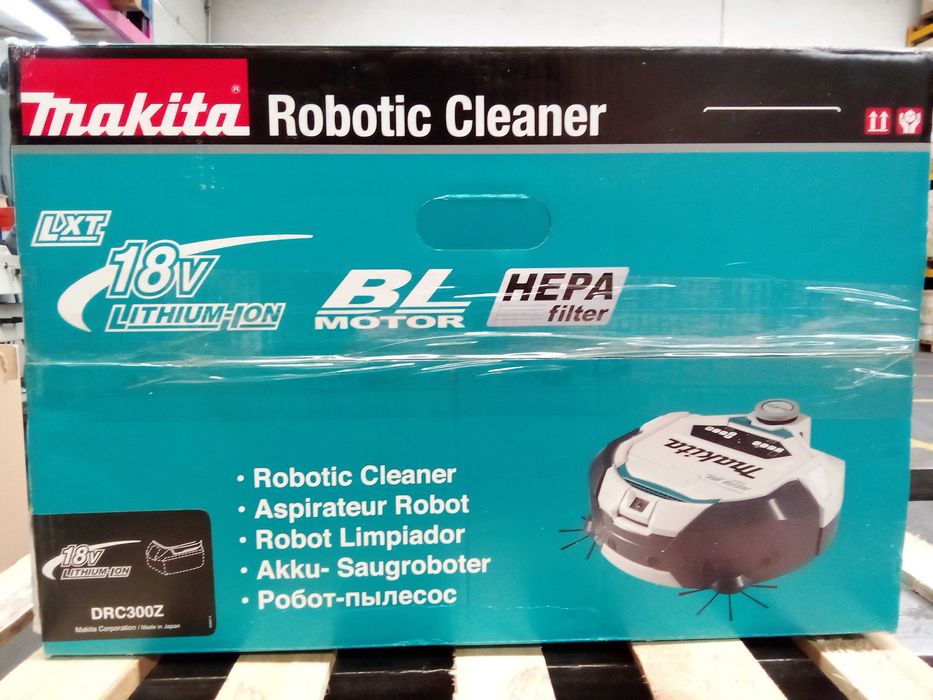 makita®
Robotic Cleaner
LXT
18V
LITHIUM-ION
BL
MOTOR
HEPA
filter
• Robotic Cleaner
• Aspirateur Robot
• Robot Limpiador
• Akku- Saugroboter
• Робот-пылесос
makita
18V
LITHIUM-ION
DRC300Z
Makita Corporation / Made in Japan